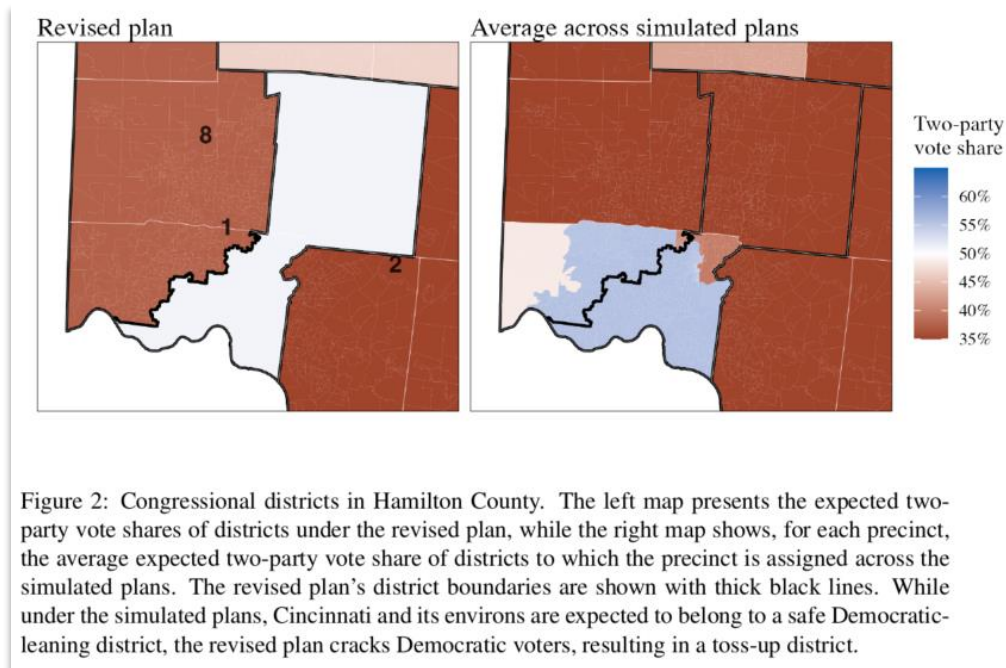 Revised plan
Average across simulated plans
8
1
2
Two-party
vote share
60%
55%
50%
45%
40%
35%
Figure 2: Congressional districts in Hamilton County. The left map presents the expected two-
party vote shares of districts under the revised plan, while the right map shows, for each precinct,
the average expected two-party vote share of districts to which the precinct is assigned across the
simulated plans. The revised plan's district boundaries are shown with thick black lines. While
under the simulated plans, Cincinnati and its environs are expected to belong to a safe Democratic-
leaning district, the revised plan cracks Democratic voters, resulting in a toss-up district.